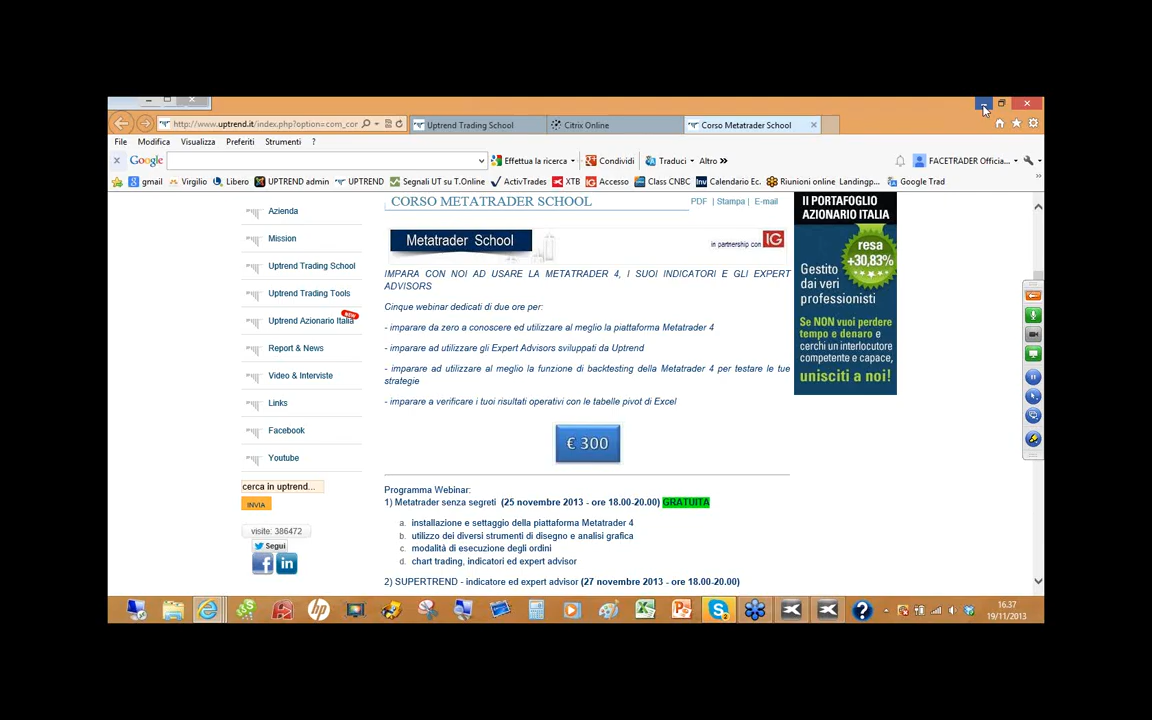 http://www.uptrend.it/index.php?option=com_cor
Uptrend Trading School
Citrix Online
Corso Metatrader School
File Modifica Visualizza Preferiti Strumenti ?
Google
Effettua la ricerca
Condividi
Traduci
Altro
FACETRADER Officia...
gmail Virgilio Libero UPTREND admin UPTREND Segnali UT su T.Online ActivTrades XTB Accesso Class CNBC Calendario Ec. Riunioni online Landingp... Google Trad
Azienda
Mission
Uptrend Trading School
Uptrend Trading Tools
Uptrend Azionario Italia
NEW
Report & News
Video & Interviste
Links
Facebook
Youtube
cerca in uptrend...
INVIA
visite: 386472
Segui
CORSO METATRADER SCHOOL
PDF | Stampa | E-mail
Metatrader School
in partnership con IG
IMPARA CON NOI AD USARE LA METATRADER 4, I SUOI INDICATORI E GLI EXPERT
ADVISORS
Cinque webinar dedicati di due ore per:
- imparare da zero a conoscere ed utilizzare al meglio la piattaforma Metatrader 4
- imparare ad utilizzare gli Expert Advisors sviluppati da Uptrend
- imparare ad utilizzare al meglio la funzione di backtesting della Metatrader 4 per testare le tue
strategie
- imparare a verificare i tuoi risultati operativi con le tabelle pivot di Excel
€ 300
Programma Webinar:
1) Metatrader senza segreti (25 novembre 2013 - ore 18.00-20.00) GRATUITA
a. installazione e settaggio della piattaforma Metatrader 4
b. utilizzo dei diversi strumenti di disegno e analisi grafica
c. modalità di esecuzione degli ordini
d. chart trading, indicatori ed expert advisor
2) SUPERTREND - indicatore ed expert advisor (27 novembre 2013 - ore 18.00-20.00)
Il PORTAFOGLIO
AZIONARIO ITALIA
resa
+30,83%
Gestito
dai veri
professionisti
Se NON vuoi perdere
tempo e denaro e
cerchi un interlocutore
competente e capace,
unisciti a noi!
16.37
19/11/2013